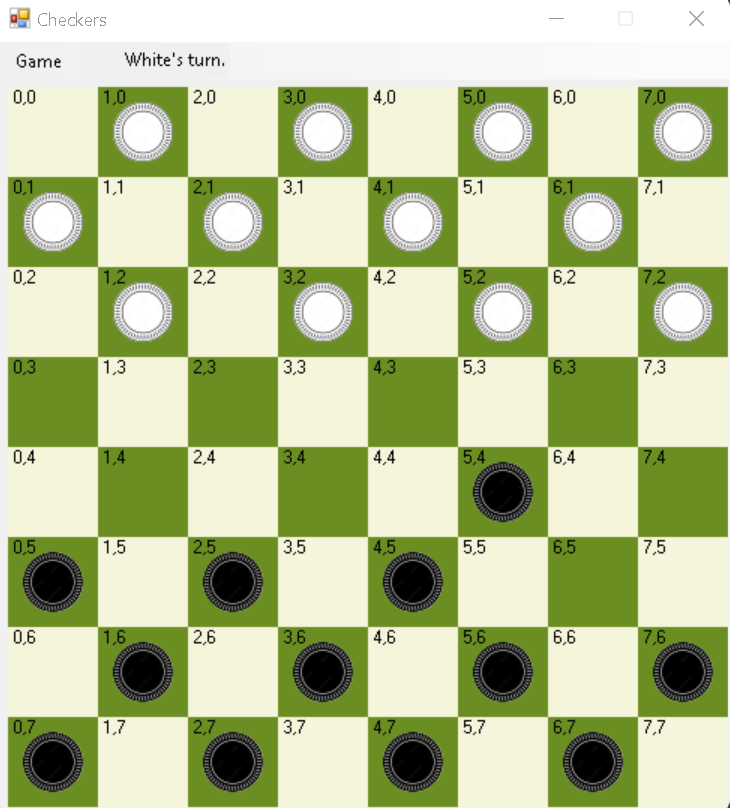 Checkers
Game White's turn.
0,0 1,0 2,0 3,0 4,0 5,0 6,0 7,0
0,1 1,1 2,1 3,1 4,1 5,1 6,1 7,1
0,2 1,2 2,2 3,2 4,2 5,2 6,2 7,2
0,3 1,3 2,3 3,3 4,3 5,3 6,3 7,3
0,4 1,4 2,4 3,4 4,4 5,4 6,4 7,4
0,5 1,5 2,5 3,5 4,5 5,5 6,5 7,5
0,6 1,6 2,6 3,6 4,6 5,6 6,6 7,6
0,7 1,7 2,7 3,7 4,7 5,7 6,7 7,7